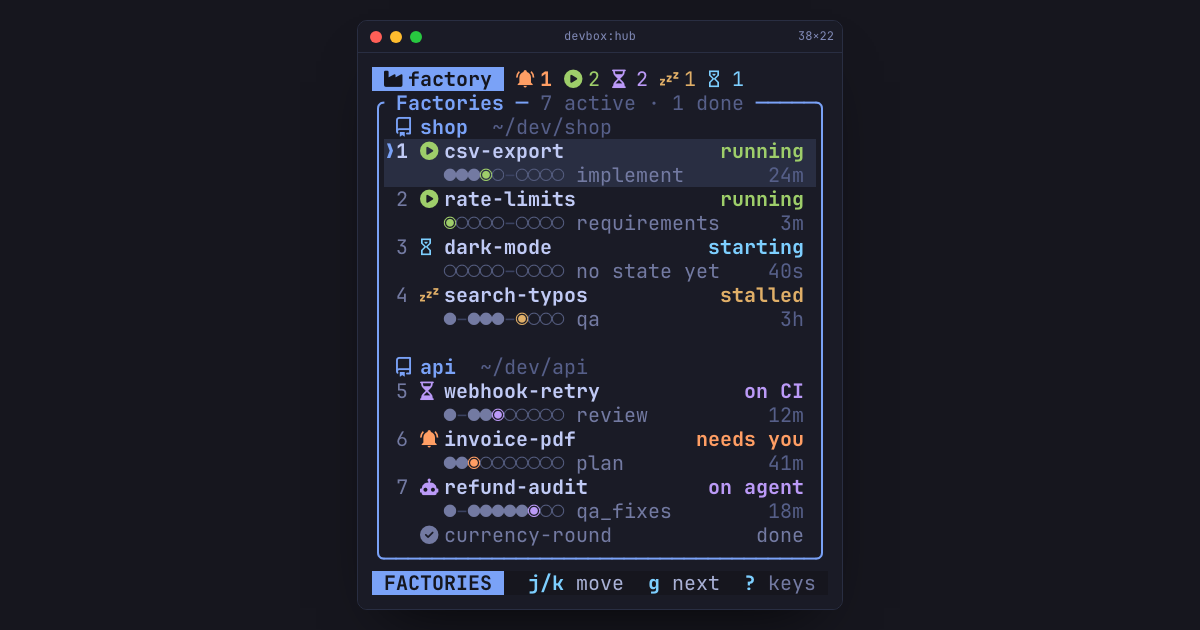 devbox:hub 38×22
factory 1 2 2 zzz 1 1
Factories — 7 active · 1 done
shop ~/dev/shop
1 csv-export running
implement 24m
2 rate-limits running
requirements 3m
3 dark-mode starting
no state yet 40s
4 zzz search-typos stalled
qa 3h
api ~/dev/api
5 webhook-retry on CI
review 12m
6 invoice-pdf needs you
plan 41m
7 refund-audit on agent
qa_fixes 18m
currency-round done
FACTORIES j/k move g next ? keys